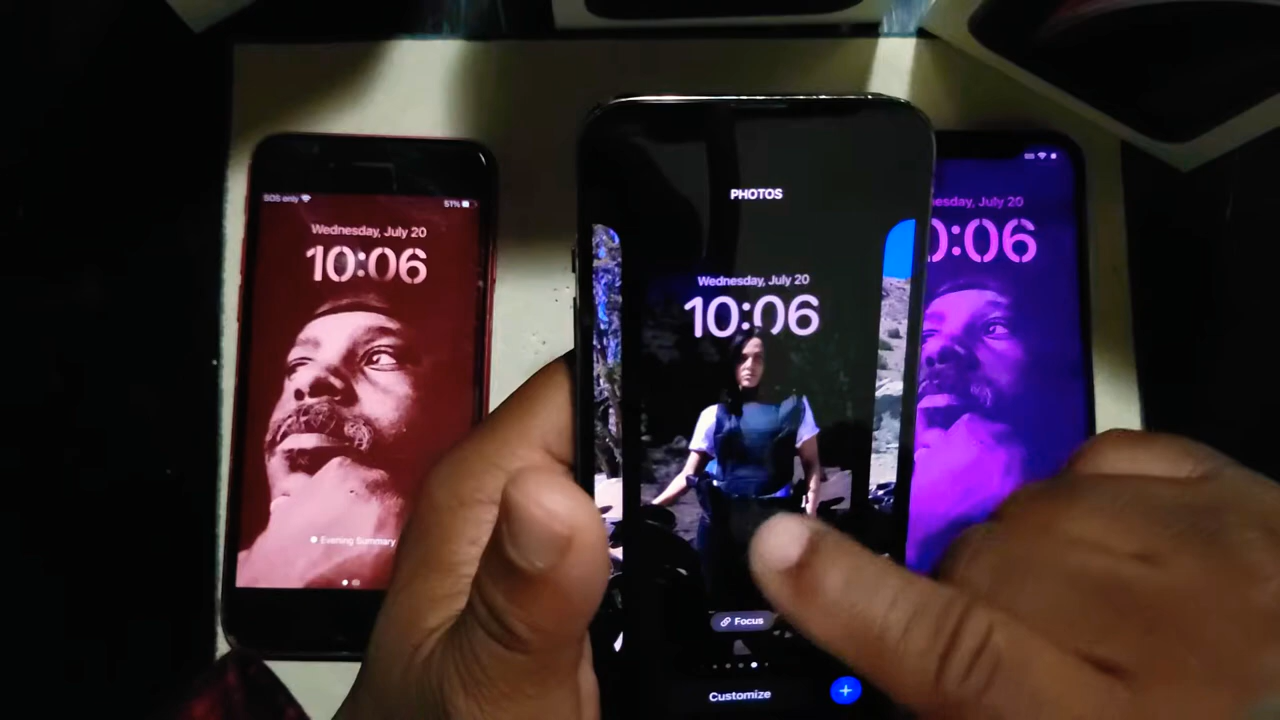 SOS only
51%
Wednesday, July 20
10:06
Evening Summary
PHOTOS
Wednesday, July 20
10:06
Focus
Customize
esday, July 20
0:06